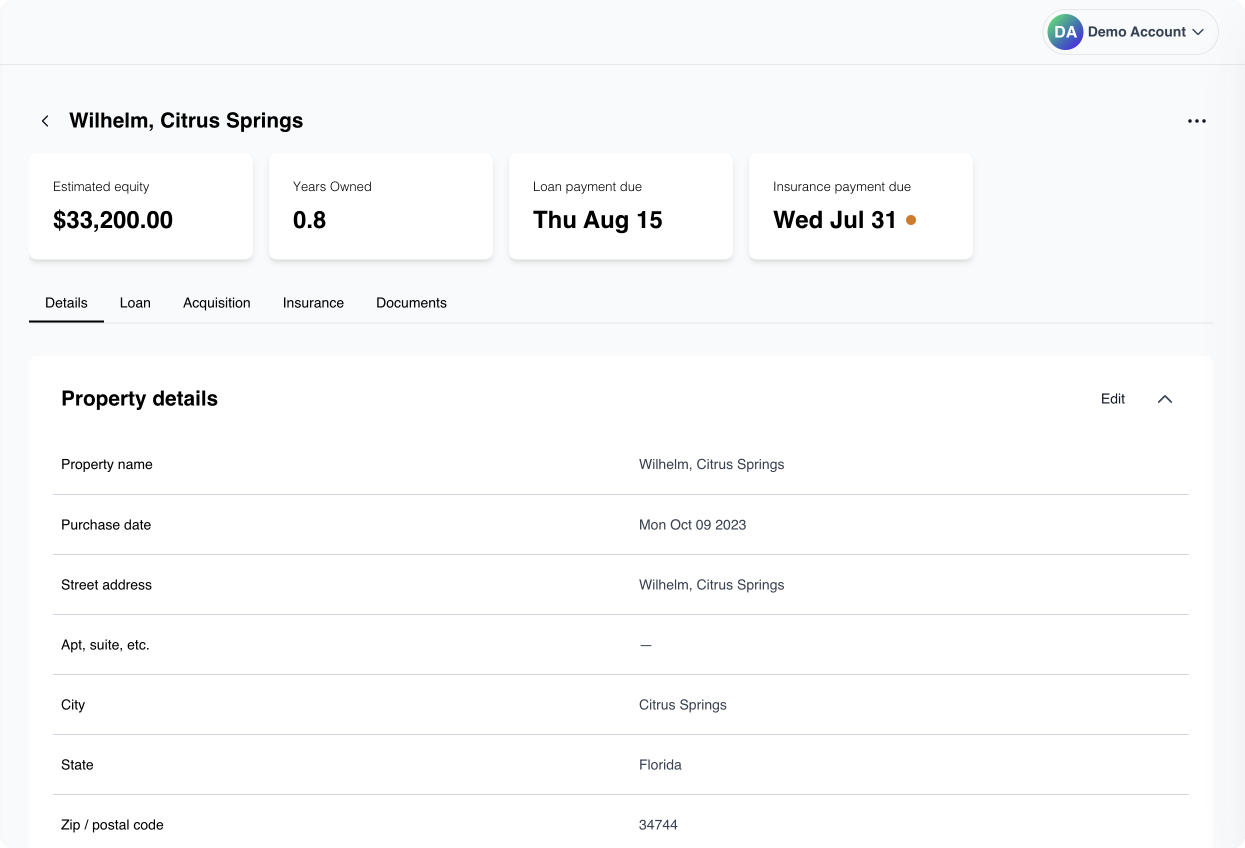 DA Demo Account
Wilhelm, Citrus Springs
Estimated equity
$33,200.00
Years Owned
0.8
Loan payment due
Thu Aug 15
Insurance payment due
Wed Jul 31
Details Loan Acquisition Insurance Documents
Property details Edit
Property name Wilhelm, Citrus Springs
Purchase date Mon Oct 09 2023
Street address Wilhelm, Citrus Springs
Apt, suite, etc. —
City Citrus Springs
State Florida
Zip / postal code 34744